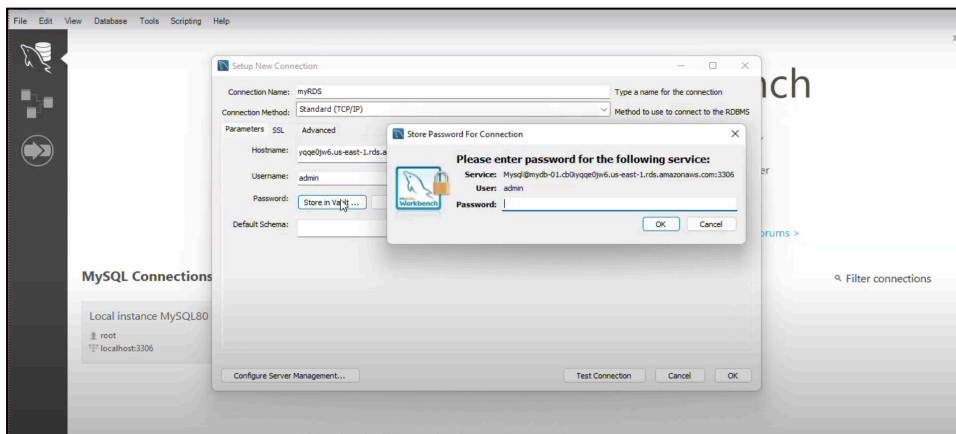 File Edit View Database Tools Scripting Help
Setup New Connection
ch
Connection Name: myRDS Type a name for the connection
Connection Method: Standard (TCP/IP) Method to use to connect to the RDBMS
Parameters SSL Advanced
Hostname: yqqe0jw6.us-east-1.rds.a
Username: admin
Password: Store in Vault ...
Default Schema:
Store Password For Connection
Please enter password for the following service:
Service: Mysql@mydb-01.cb0iyqqe0jw6.us-east-1.rds.amazonaws.com:3306
User: admin
Password:
Workbench
OK Cancel
er
orums >
MySQL Connections
Filter connections
Local instance MySQL80
root
localhost:3306
Configure Server Management... Test Connection Cancel OK